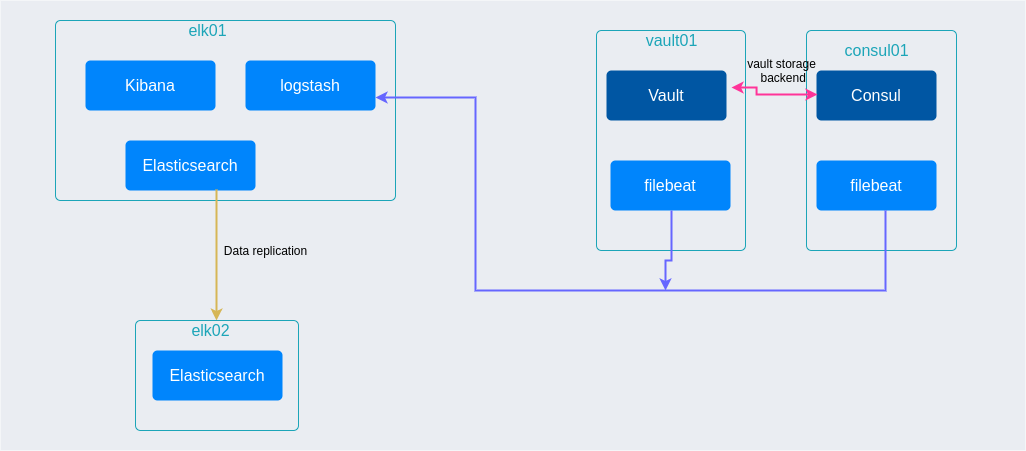 elk01
Kibana
logstash
Elasticsearch
Data replication
elk02
Elasticsearch
vault01
Vault
filebeat
vault storage
backend
consul01
Consul
filebeat